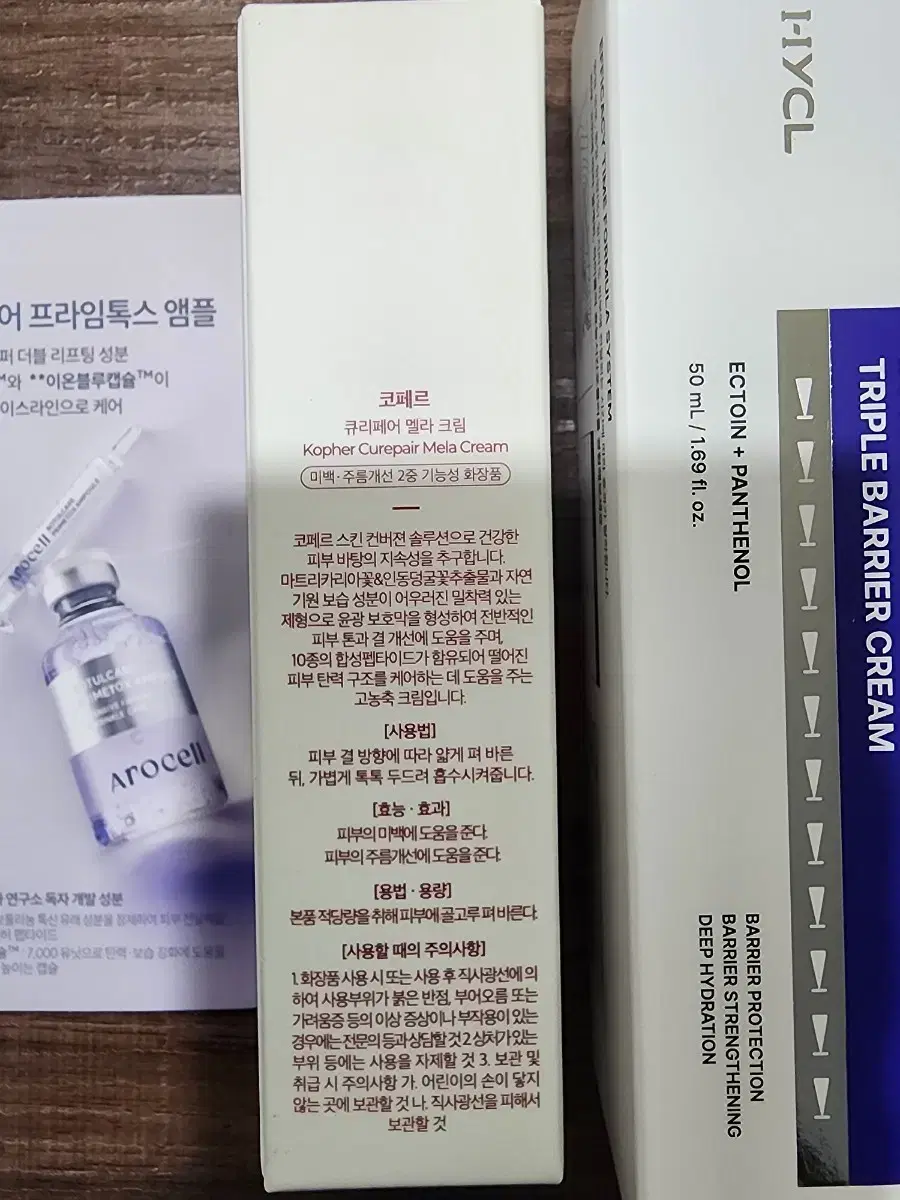 어 프라임톡스 앰플
퍼 더블 리프팅 성분
와 **이온블루캡슐™이
이스라인으로 케어
Arocell
AROCELL
연구소 독자 개발 성분
코페르
큐리페어 멜라 크림
Kopher Curepair Mela Cream
미백·주름개선 2중 기능성 화장품
코페르 스킨 컨버젼 솔루션으로 건강한
피부 바탕의 지속성을 추구합니다.
마트리카리아꽃&인동덩굴꽃추출물과 자연
기원 보습 성분이 어우러진 밀착력 있는
제형으로 윤광 보호막을 형성하여 전반적인
피부 톤과 결 개선에 도움을 주며,
10종의 합성펩타이드가 함유되어 떨어진
피부 탄력 구조를 케어하는 데 도움을 주는
고농축 크림입니다.
[사용법]
피부 결 방향에 따라 얇게 펴 바른
뒤, 가볍게 톡톡 두드려 흡수시켜줍니다.
[효능·효과]
피부의 미백에 도움을 준다.
피부의 주름개선에 도움을 준다.
[용법·용량]
본품 적당량을 취해 피부에 골고루 펴 바른다.
[사용할 때의 주의사항]
1. 화장품 사용 시 또는 사용 후 직사광선에 의
하여 사용부위가 붉은 반점, 부어오름 또는
가려움증 등의 이상 증상이나 부작용이 있는
경우에는 전문의 등과 상담할 것 2. 상처가 있는
부위 등에는 사용을 자제할 것 3. 보관 및
취급 시 주의사항 가. 어린이의 손이 닿지
않는 곳에 보관할 것 나. 직사광선을 피해서
보관할 것
HYCL
TRIPLE BARRIER CREAM
ECTOIN + PANTHENOL
50 mL / 1.69 fl. oz.
BARRIER PROTECTION
BARRIER STRENGTHENING
DEEP HYDRATION
TIME FORMULA SYSTEM